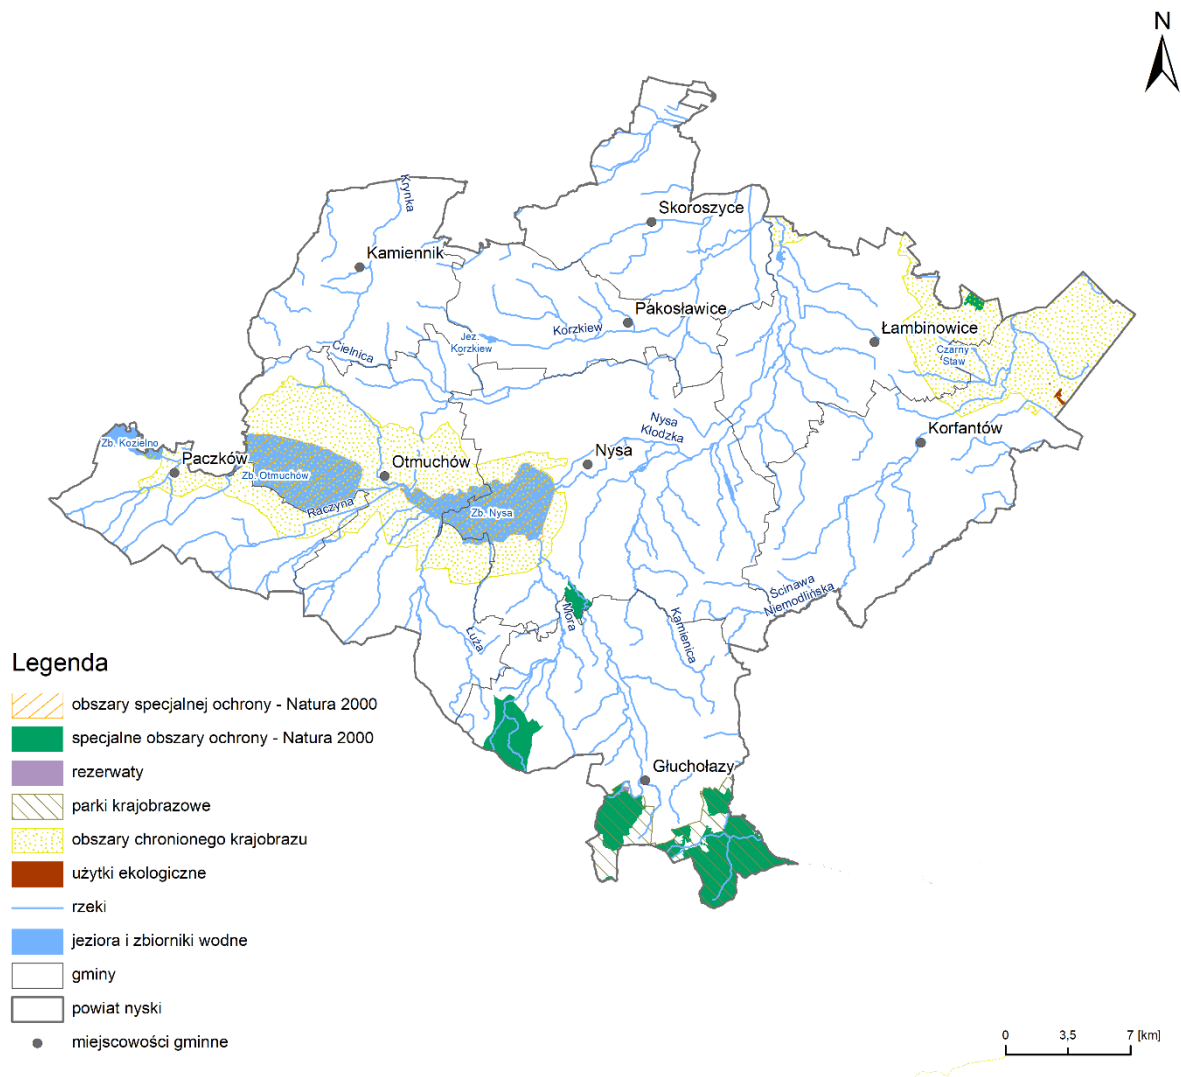 N
Krynka
Skoroszyce
Kamiennik
Pakosławice
Korzkiew
Jez.
Korzkiew
Łambinowice
Cielnica
Czarny
Staw
Nysa
Kłodzka
Korfantów
Zb. Kozielno
Paczków
Otmuchów
Nysa
Zb. Otmuchów
Raczyna
Zb. Nysa
Ścinawa
Niemodlińska
Mora
Kamienica
Łuża
Głuchołazy
Legenda
obszary specjalnej ochrony - Natura 2000
specjalne obszary ochrony - Natura 2000
rezerwaty
parki krajobrazowe
obszary chronionego krajobrazu
użytki ekologiczne
rzeki
jeziora i zbiorniki wodne
gminy
powiat nyski
miejscowości gminne
0 3,5 7 [km]